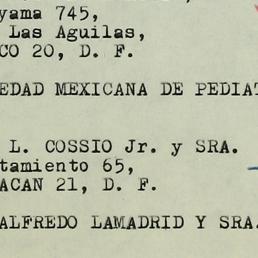 yama 745,
Las Aguilas,
CO 20, D. F.
EDAD MEXICANA DE PEDIAT
L. COSSIO Jr. y SRA.
tamiento 65,
ACAN 21, D. F.
ALFREDO LAMADRID Y SRA.